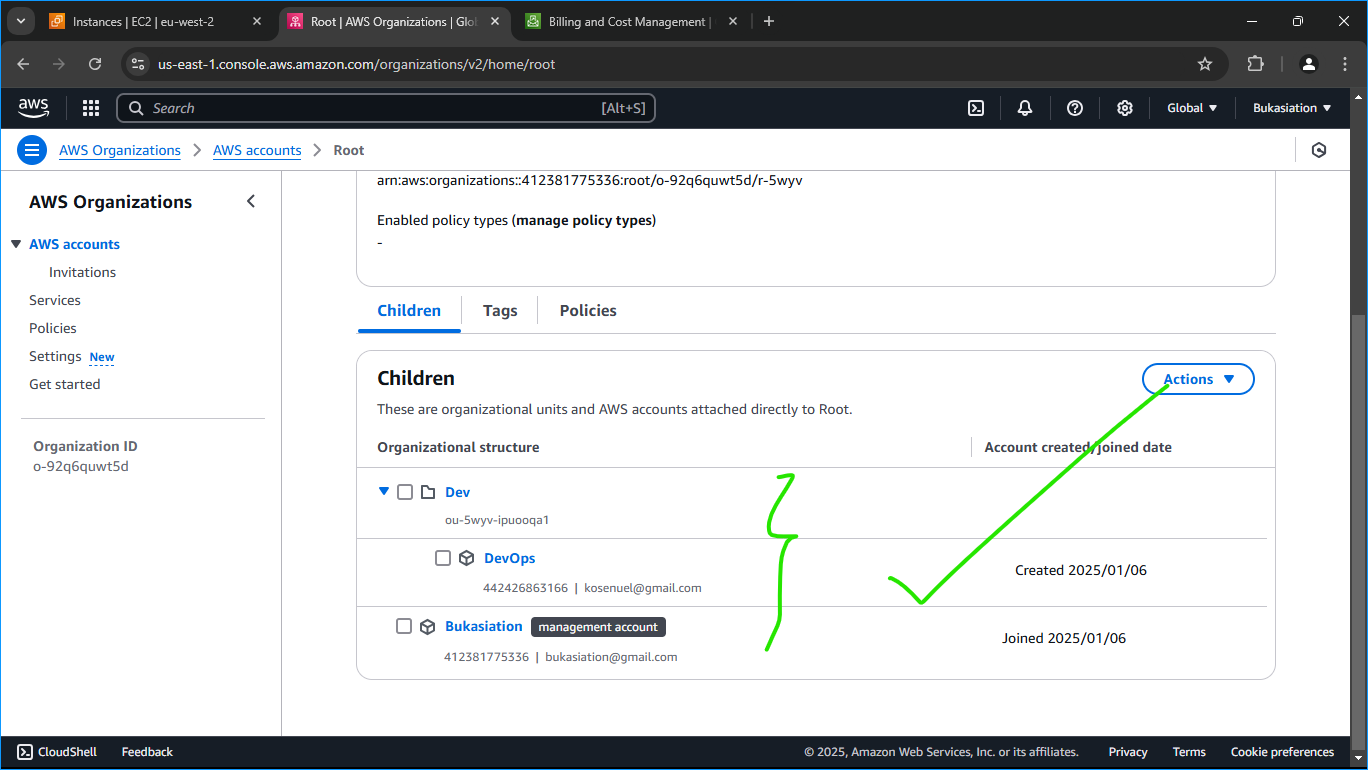 Instances | EC2 | eu-west-2
Root | AWS Organizations | Glo
Billing and Cost Management |
us-east-1.console.aws.amazon.com/organizations/v2/home/root
aws
Search
[Alt+S]
Global
Bukasiation
AWS Organizations > AWS accounts > Root
AWS Organizations
AWS accounts
Invitations
Services
Policies
Settings New
Get started
Organization ID
o-92q6quwt5d
arn:aws:organizations::412381775336:root/o-92q6quwt5d/r-5wyv
Enabled policy types (manage policy types)
-
Children
Tags
Policies
Children
Actions
These are organizational units and AWS accounts attached directly to Root.
Organizational structure
Account created/joined date
Dev
ou-5wyv-ipuooqa1
DevOps
442426863166 | kosenuel@gmail.com
Created 2025/01/06
Bukasiation management account
412381775336 | bukasiation@gmail.com
Joined 2025/01/06
CloudShell
Feedback
© 2025, Amazon Web Services, Inc. or its affiliates.
Privacy
Terms
Cookie preferences